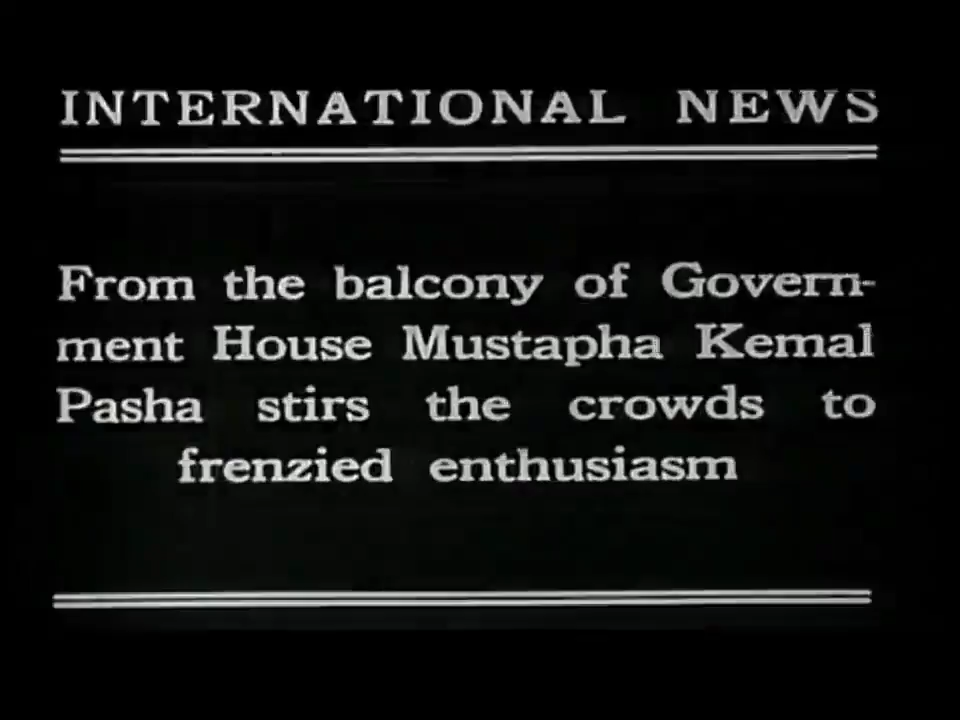 INTERNATIONAL NEWS
From the balcony of Govern-
ment House Mustapha Kemal
Pasha stirs the crowds to
frenzied enthusiasm